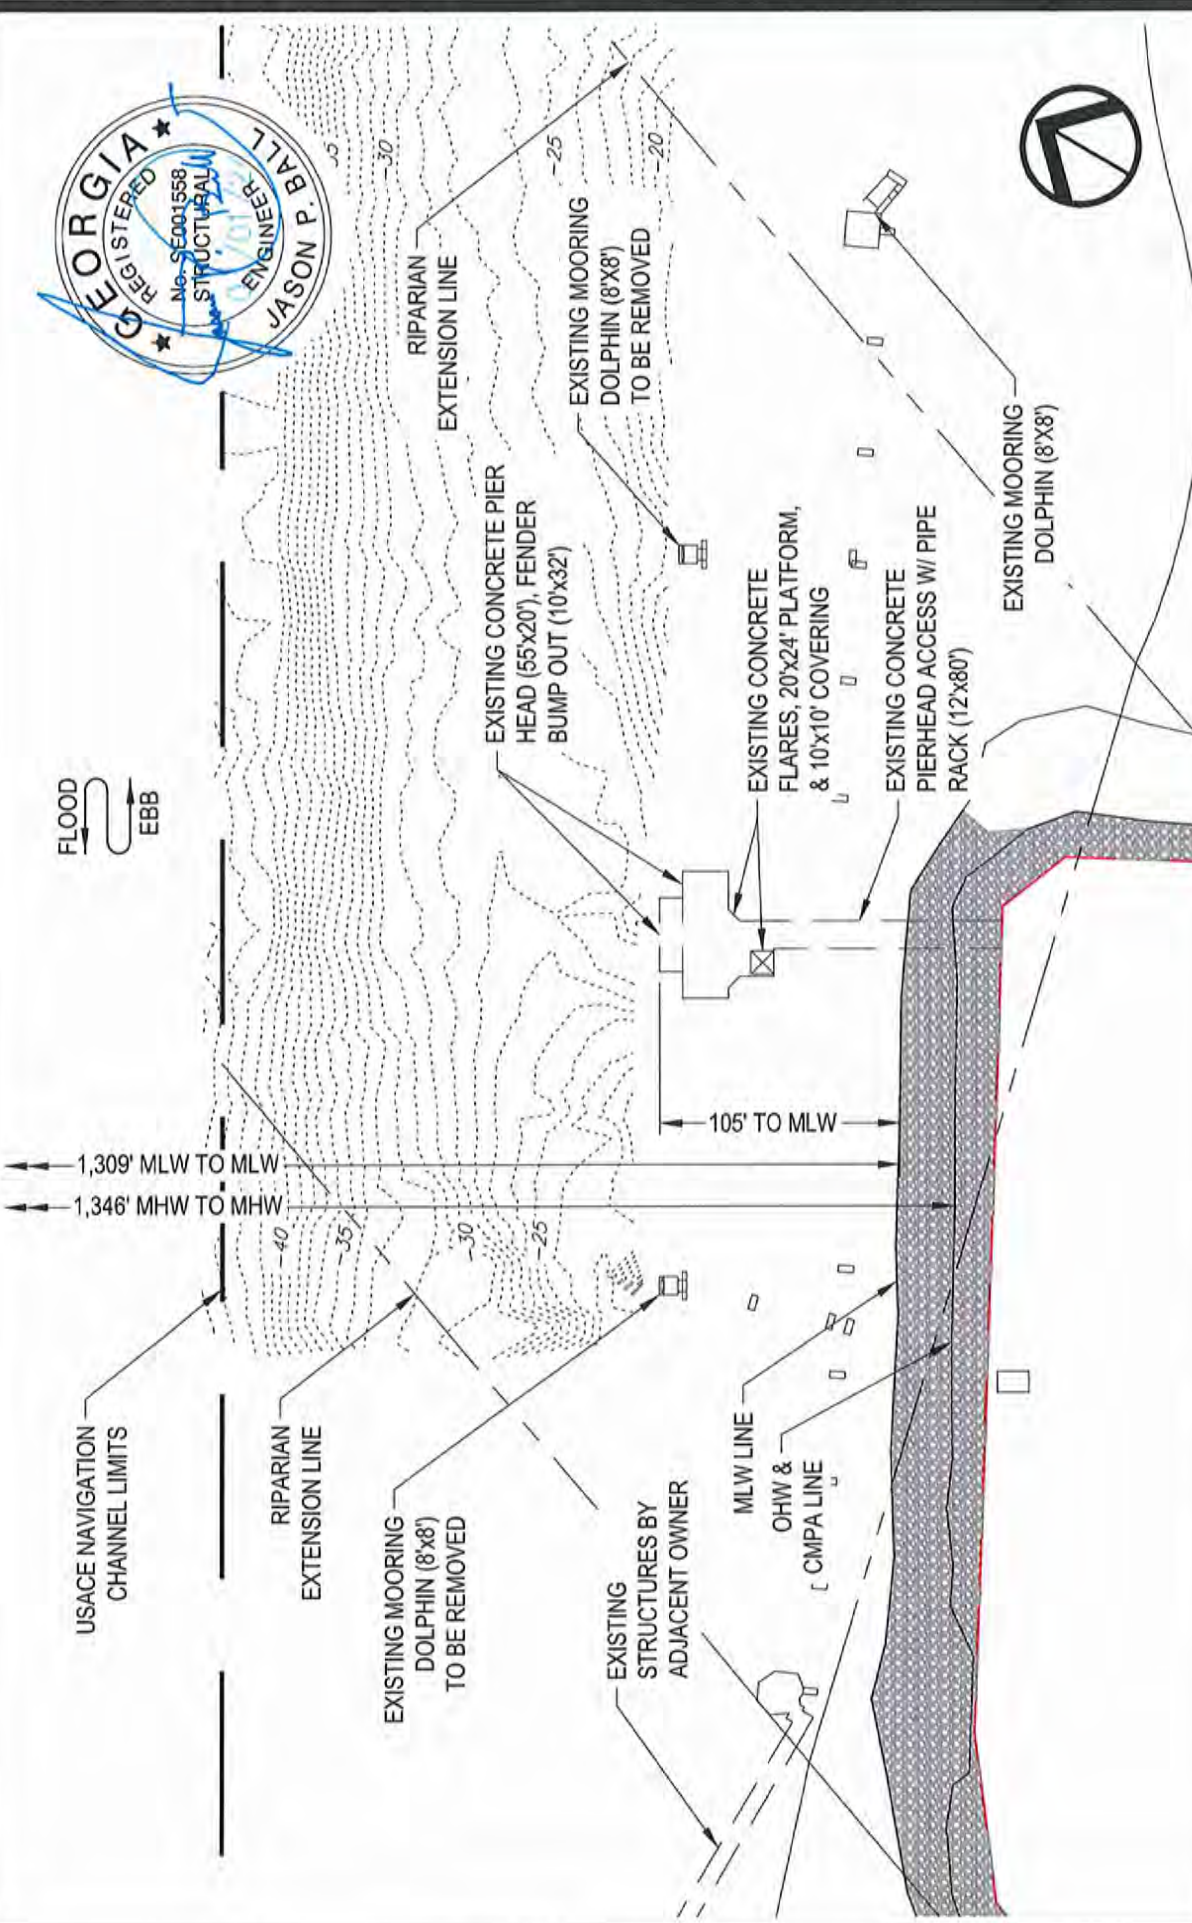 GEORGIA
REGISTERED
No. SE001558
STRUCTURAL
ENGINEER
JASON P. BALL
FLOOD
EBB
USACE NAVIGATION
CHANNEL LIMITS
1,309' MLW TO MLW
1,346' MHW TO MHW
-40
-35
-30
-25
35
-30
-25
-20
RIPARIAN
EXTENSION LINE
RIPARIAN
EXTENSION LINE
EXISTING MOORING
DOLPHIN (8'x8')
TO BE REMOVED
EXISTING CONCRETE PIER
HEAD (55'x20'), FENDER
BUMP OUT (10'x32')
EXISTING MOORING
DOLPHIN (8'X8')
TO BE REMOVED
EXISTING
STRUCTURES BY
ADJACENT OWNER
MLW LINE
OHW &
CMPA LINE
105' TO MLW
EXISTING CONCRETE
FLARES, 20'x24' PLATFORM,
& 10'x10' COVERING
EXISTING CONCRETE
PIERHEAD ACCESS W/ PIPE
RACK (12'x80')
EXISTING MOORING
DOLPHIN (8'X8')